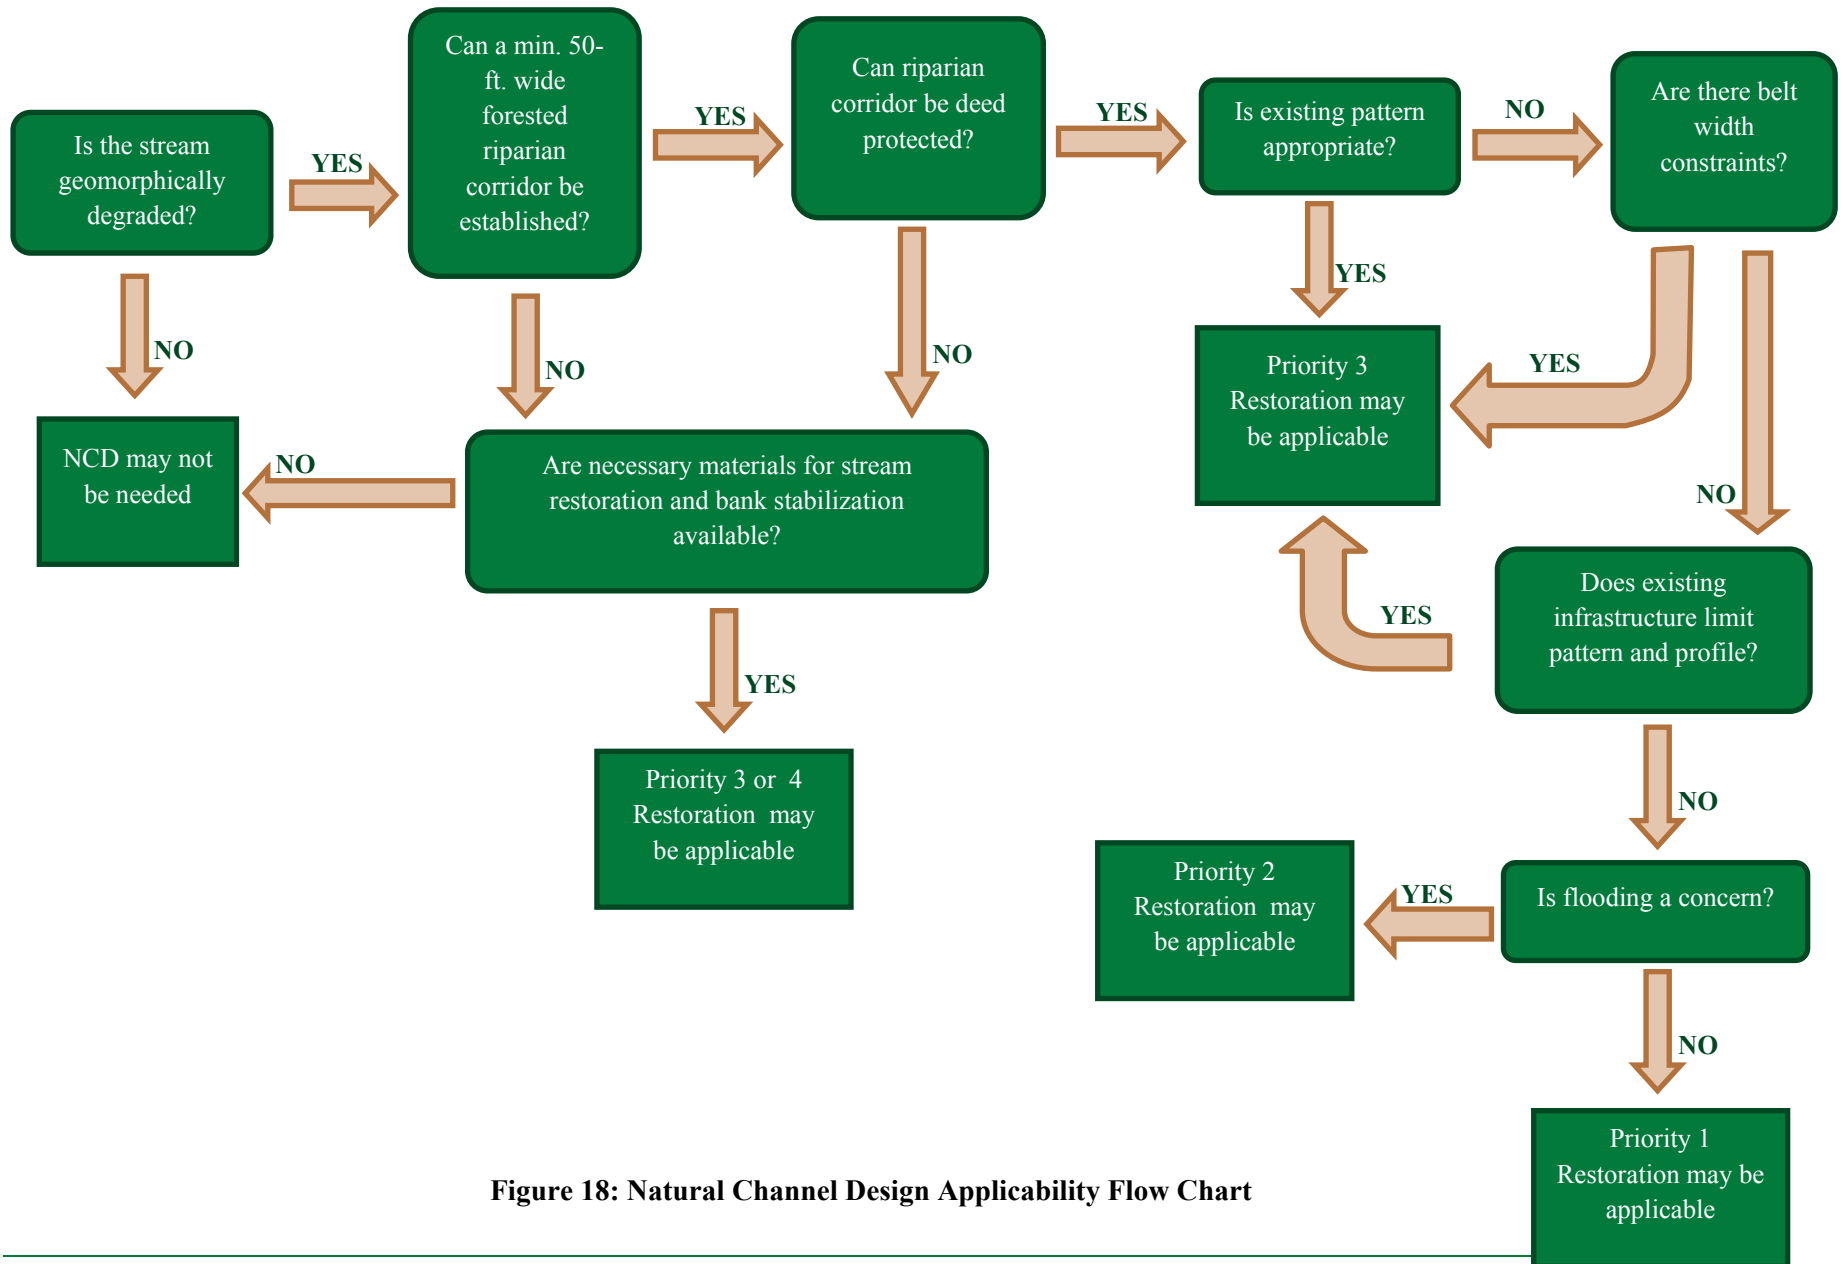 Is the stream
geomorphically
degraded?
YES
NO
Can a min. 50-
ft. wide
forested
riparian
corridor be
established?
YES
NO
Can riparian
corridor be deed
protected?
YES
NO
Is existing pattern
appropriate?
NO
YES
Are there belt
width
constraints?
YES
NO
Priority 3
Restoration may
be applicable
NCD may not
be needed
NO
Are necessary materials for stream
restoration and bank stabilization
available?
YES
Priority 3 or 4
Restoration may
be applicable
Does existing
infrastructure limit
pattern and profile?
YES
NO
Is flooding a concern?
YES
NO
Priority 2
Restoration may
be applicable
Priority 1
Restoration may be
applicable
Figure 18: Natural Channel Design Applicability Flow Chart